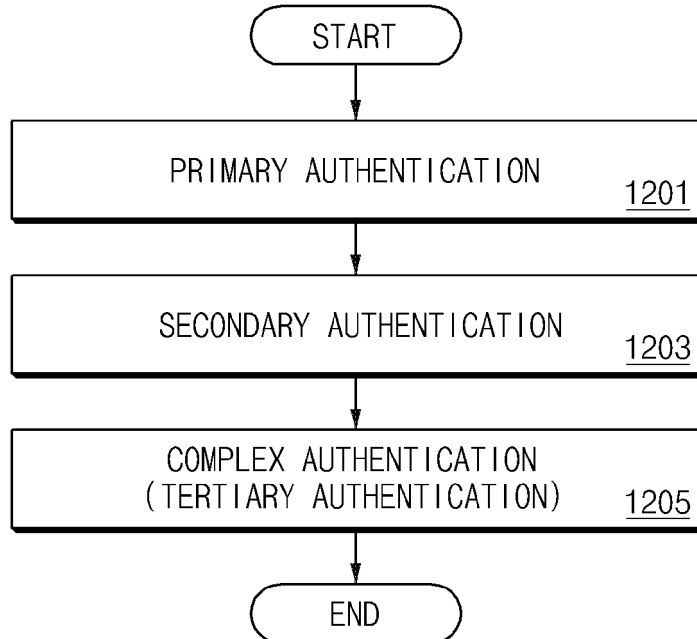 START
PRIMARY AUTHENTICATION
1201
SECONDARY AUTHENTICATION
1203
COMPLEX AUTHENTICATION
(TERTIARY AUTHENTICATION)
1205
END